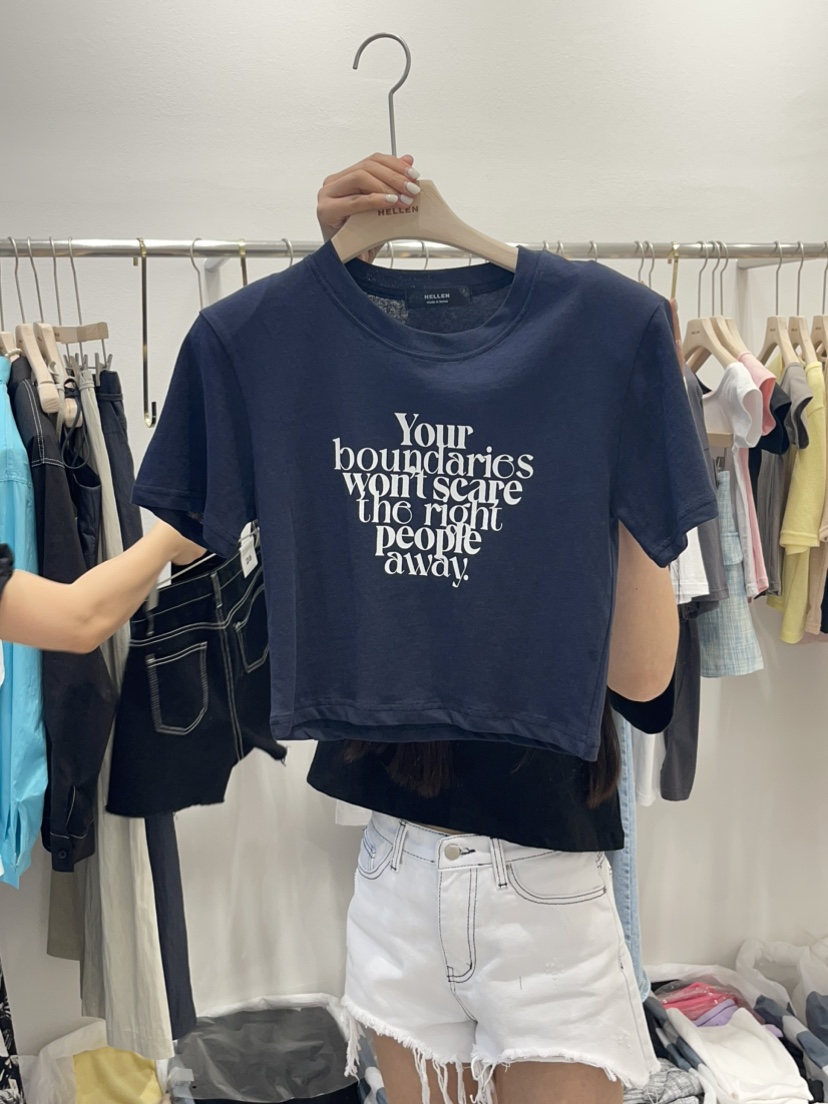 HELLEN
HELLEN
Your
boundaries
won't scare
the right
people
away.